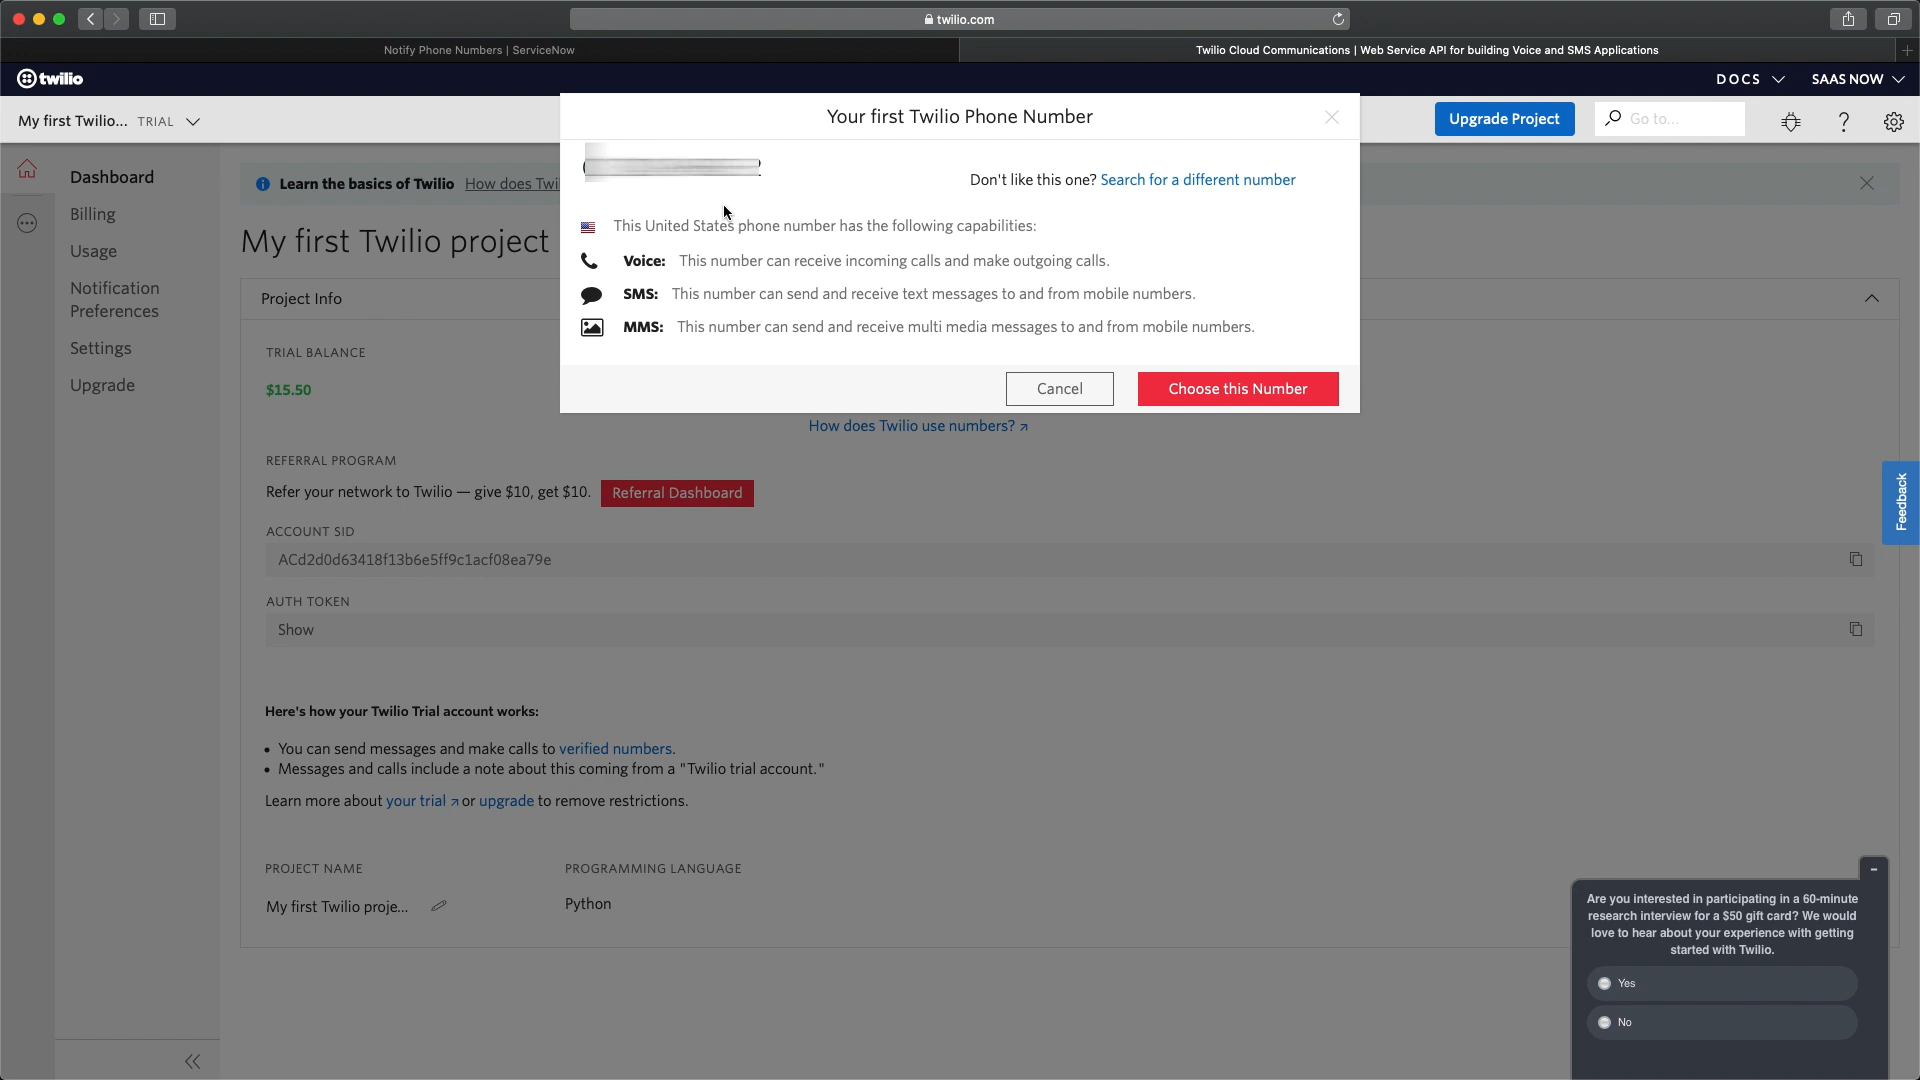 twilio.com
Notify Phone Numbers | ServiceNow
Twilio Cloud Communications | Web Service API for building Voice and SMS Applications
twilio
DOCS
SAAS NOW
My first Twilio... TRIAL
Your first Twilio Phone Number
Upgrade Project
Go to...
Dashboard
Billing
Usage
Notification
Preferences
Settings
Upgrade
Learn the basics of Twilio How does Twi
Don't like this one? Search for a different number
This United States phone number has the following capabilities:
Voice: This number can receive incoming calls and make outgoing calls.
SMS: This number can send and receive text messages to and from mobile numbers.
MMS: This number can send and receive multi media messages to and from mobile numbers.
Cancel
Choose this Number
My first Twilio project
Project Info
TRIAL BALANCE
$15.50
How does Twilio use numbers?
REFERRAL PROGRAM
Refer your network to Twilio — give $10, get $10. Referral Dashboard
ACCOUNT SID
ACd2d0d63418f13b6e5ff9c1acf08ea79e
AUTH TOKEN
Show
Here's how your Twilio Trial account works:
• You can send messages and make calls to verified numbers.
• Messages and calls include a note about this coming from a "Twilio trial account."
Learn more about your trial or upgrade to remove restrictions.
PROJECT NAME
My first Twilio proje...
PROGRAMMING LANGUAGE
Python
Feedback
Are you interested in participating in a 60-minute
research interview for a $50 gift card? We would
love to hear about your experience with getting
started with Twilio.
Yes
No